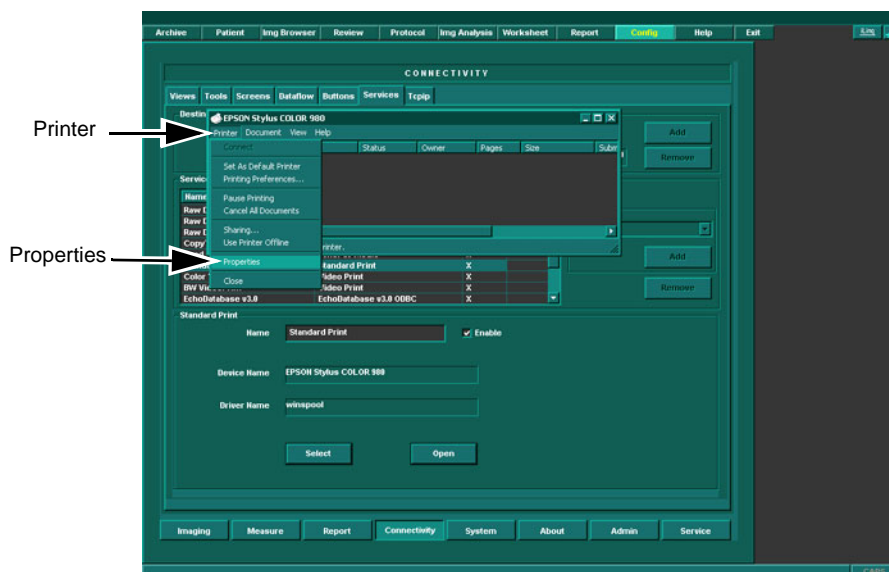 Archive Patient Img Browser Review Protocol Img Analysis Worksheet Report Config Help Exit
CONNECTIVITY
Views Tools Screens Dataflow Buttons Services Tcpip
Destin
EPSON Stylus COLOR 980
Printer
Printer Document View Help
Add
Connect Status Owner Pages Size Subm
Remove
Set As Default Printer
Printing Preferences...
Servic
Name
Pause Printing
Raw D
Cancel All Documents
Raw D
Sharing...
Raw D
Use Printer Offline
Copy
rinter.
Properties
Properties
Add
Standard Print X
Close
Color Video Print X
BW Vi Video Print X
Remove
EchoDatabase v3.0 EchoDatabase v3.0 ODBC X
Standard Print
Name Standard Print Enable
Device Name EPSON Stylus COLOR 980
Driver Name winspool
Select Open
Imaging Measure Report Connectivity System About Admin Service